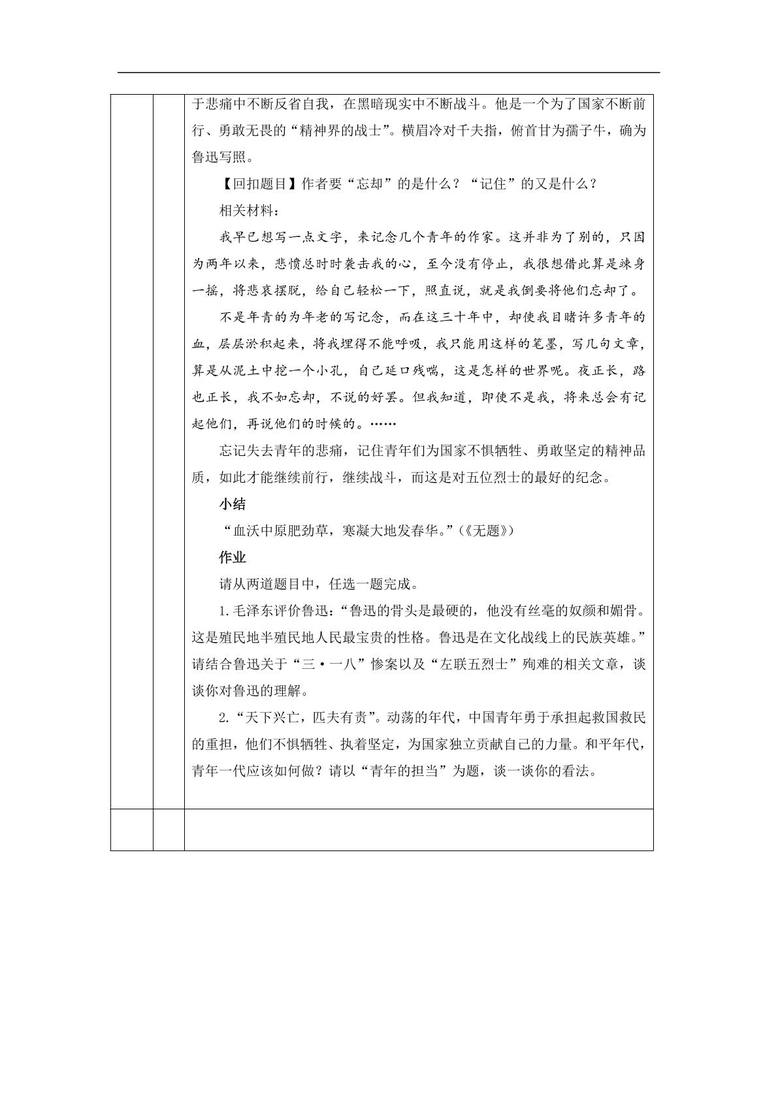 于悲痛中不断反省自我，在黑暗现实中不断战斗。他是一个为了国家不断前
行、勇敢无畏的“精神界的战士”。横眉冷对千夫指，俯首甘为孺子牛，确为
鲁迅写照。
【回扣题目】作者要“忘却”的是什么？“记住”的又是什么？
相关材料：
我早已想写一点文字，来记念几个青年的作家。这并非为了别的，只因
为两年以来，悲愤总时时袭击我的心，至今没有停止，我很想借此算是竦身
一摇，将悲哀摆脱，给自己轻松一下，照直说，就是我倒要将他们忘却了。
不是年青的为年老的写记念，而在这三十年中，却使我目睹许多青年的
血，层层淤积起来，将我埋得不能呼吸，我只能用这样的笔墨，写几句文章，
算是从泥土中挖一个小孔，自己延口残喘，这是怎样的世界呢。夜正长，路
也正长，我不如忘却，不说的好罢。但我知道，即使不是我，将来总会有记
起他们，再说他们的时候的。……
忘记失去青年的悲痛，记住青年们为国家不惧牺牲、勇敢坚定的精神品
质，如此才能继续前行，继续战斗，而这是对五位烈士的最好的纪念。
小结
“血沃中原肥劲草，寒凝大地发春华。”（《无题》）
作业
请从两道题目中，任选一题完成。
1.毛泽东评价鲁迅：“鲁迅的骨头是最硬的，他没有丝毫的奴颜和媚骨。
这是殖民地半殖民地人民最宝贵的性格。鲁迅是在文化战线上的民族英雄。”
请结合鲁迅关于“三·一八”惨案以及“左联五烈士”殉难的相关文章，谈
谈你对鲁迅的理解。
2.“天下兴亡，匹夫有责”。动荡的年代，中国青年勇于承担起救国救民
的重担，他们不惧牺牲、执着坚定，为国家独立贡献自己的力量。和平年代，
青年一代应该如何做？请以“青年的担当”为题，谈一谈你的看法。